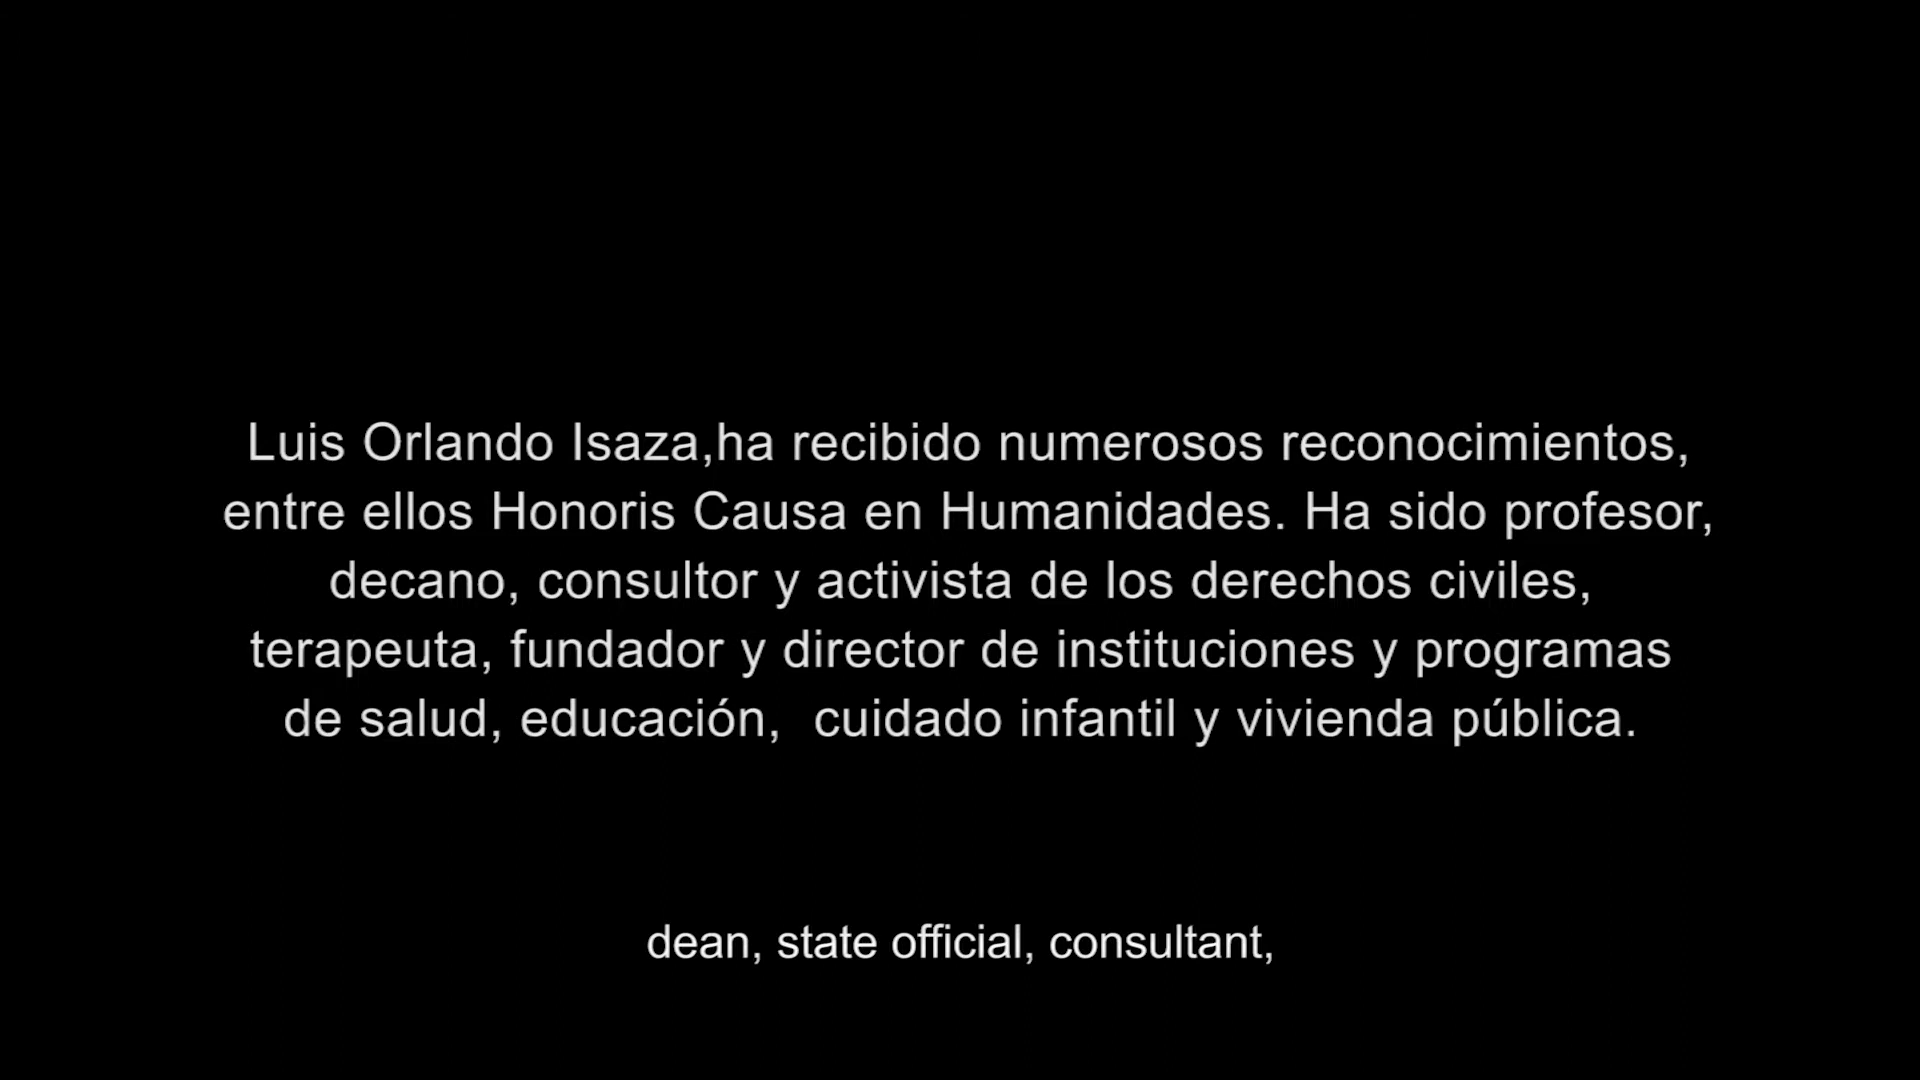 Luis Orlando Isaza,ha recibido numerosos reconocimientos,
entre ellos Honoris Causa en Humanidades. Ha sido profesor,
decano, consultor y activista de los derechos civiles,
terapeuta, fundador y director de instituciones y programas
de salud, educación,  cuidado infantil y vivienda pública.
dean, state official, consultant,